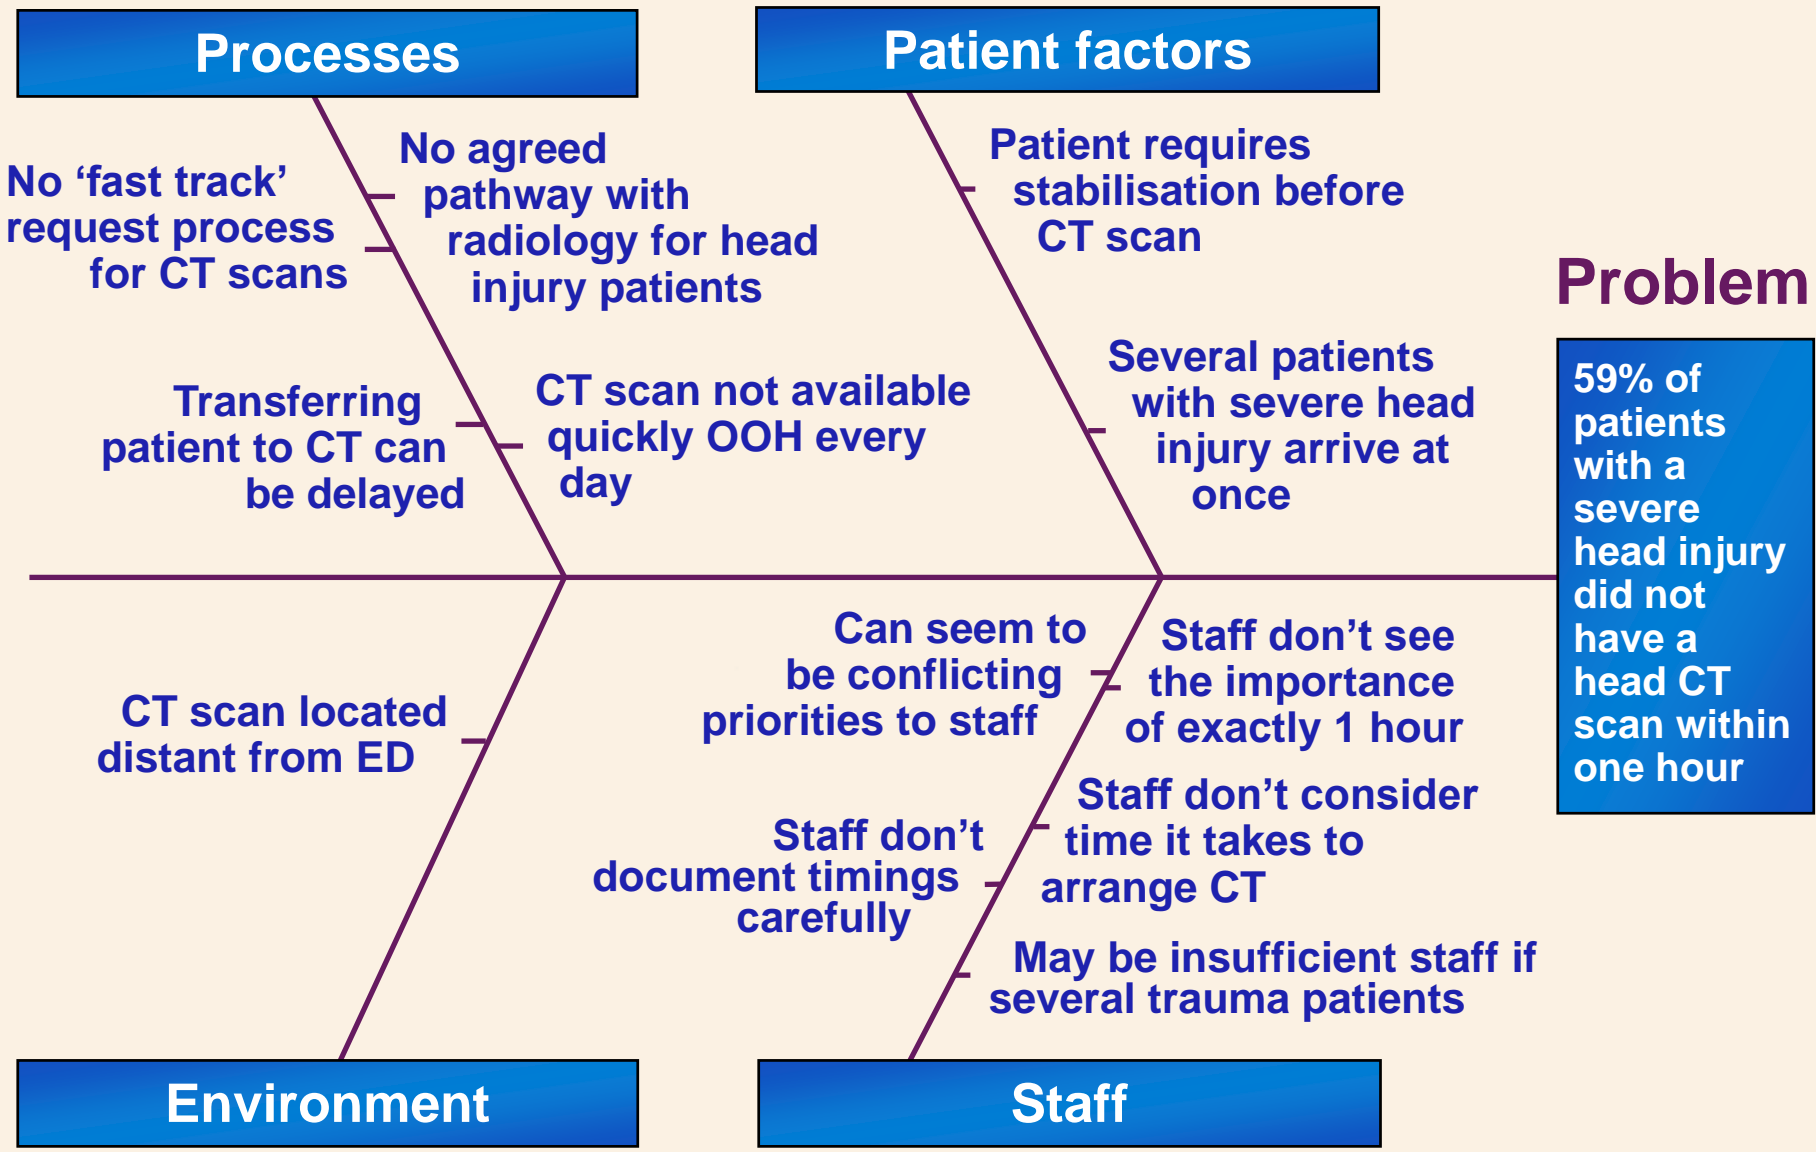 Processes
Patient factors
No ‘fast track’
request process
for CT scans
No agreed
pathway with
radiology for head
injury patients
Transferring
patient to CT can
be delayed
CT scan not available
quickly OOH every
day
Patient requires
stabilisation before
CT scan
Several patients
with severe head
injury arrive at
once
Problem
59% of
patients
with a
severe
head injury
did not
have a
head CT
scan within
one hour
CT scan located
distant from ED
Can seem to
be conflicting
priorities to staff
Staff don’t see
the importance
of exactly 1 hour
Staff don’t
document timings
carefully
Staff don’t consider
time it takes to
arrange CT
May be insufficient staff if
several trauma patients
Environment
Staff